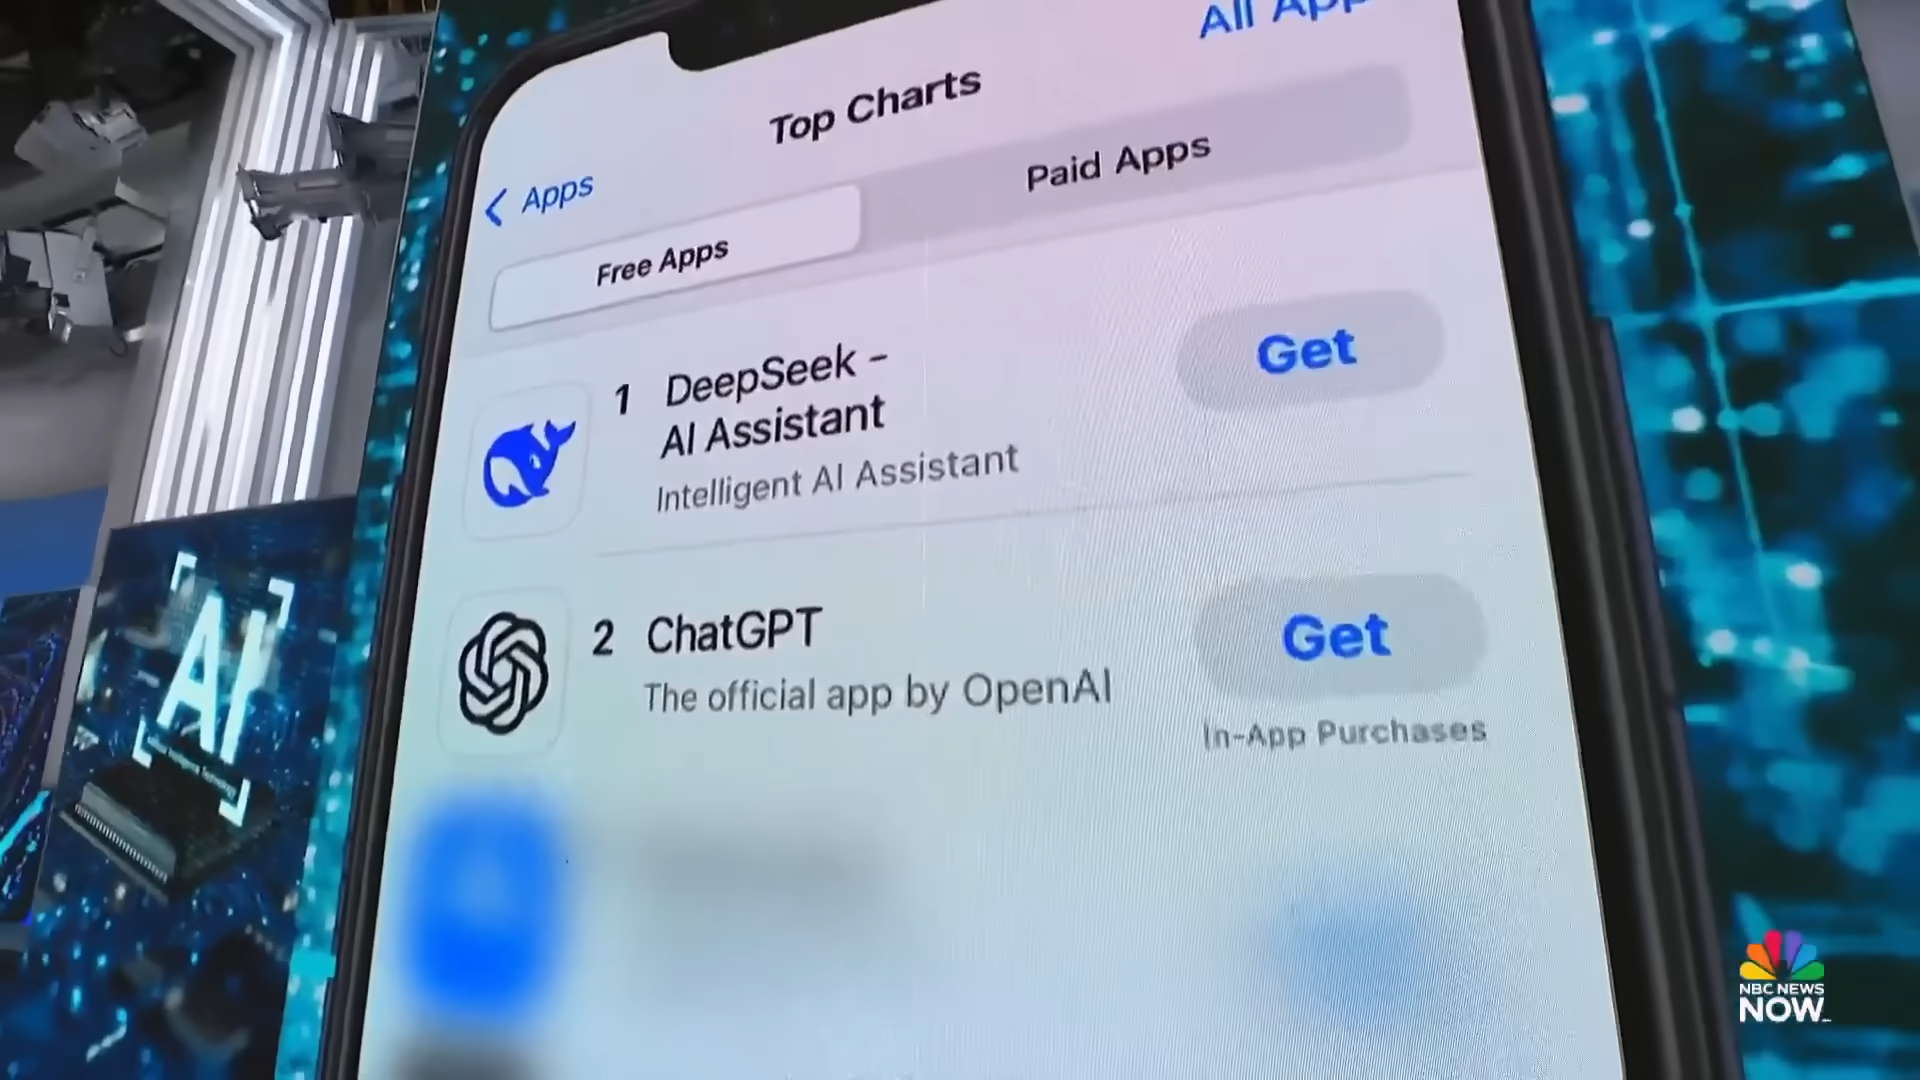 All App
Top Charts
Apps
Free Apps
Paid Apps
1 DeepSeek –
AI Assistant
Intelligent AI Assistant
Get
2 ChatGPT
The official app by OpenAI
Get
In-App Purchases
AI
NBC NEWS
NOW